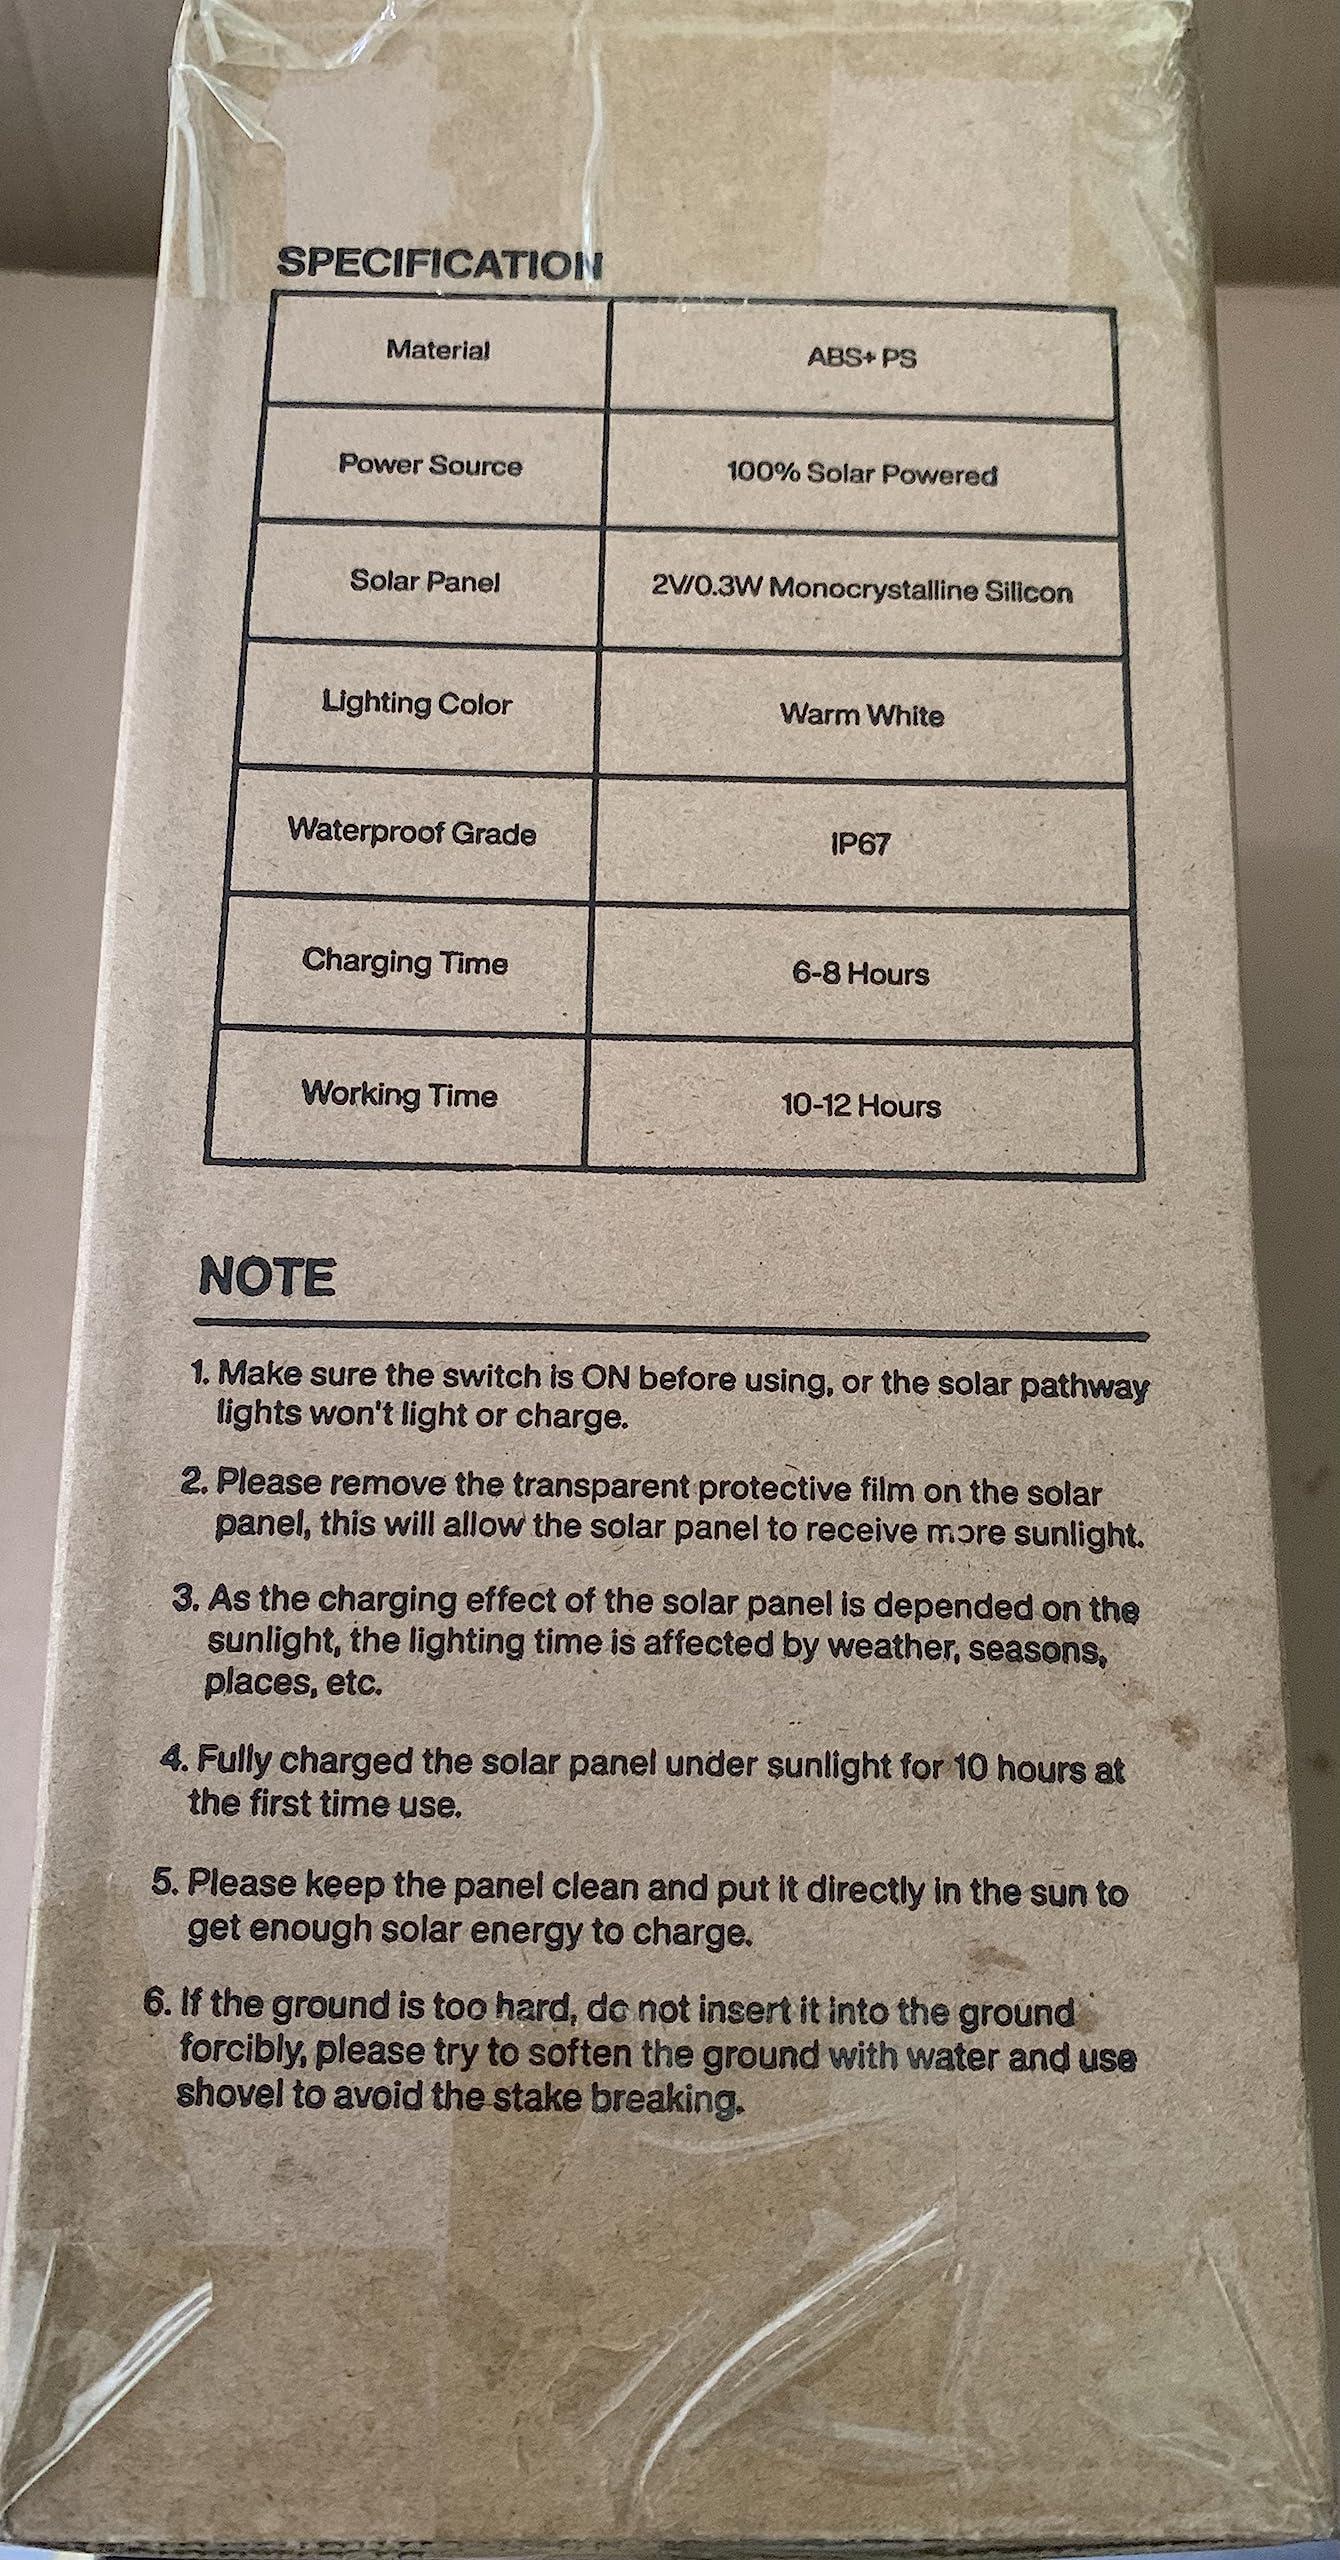 SPECIFICATION
Material ABS+ PS
Power Source 100% Solar Powered
Solar Panel 2V/0.3W Monocrystalline Silicon
Lighting Color Warm White
Waterproof Grade IP67
Charging Time 6-8 Hours
Working Time 10-12 Hours
NOTE
1. Make sure the switch is ON before using, or the solar pathway
lights won't light or charge.
2. Please remove the transparent protective film on the solar
panel, this will allow the solar panel to receive more sunlight.
3. As the charging effect of the solar panel is depended on the
sunlight, the lighting time is affected by weather, seasons,
places, etc.
4. Fully charged the solar panel under sunlight for 10 hours at
the first time use.
5. Please keep the panel clean and put it directly in the sun to
get enough solar energy to charge.
6. If the ground is too hard, do not insert it into the ground
forcibly, please try to soften the ground with water and use
shovel to avoid the stake breaking.